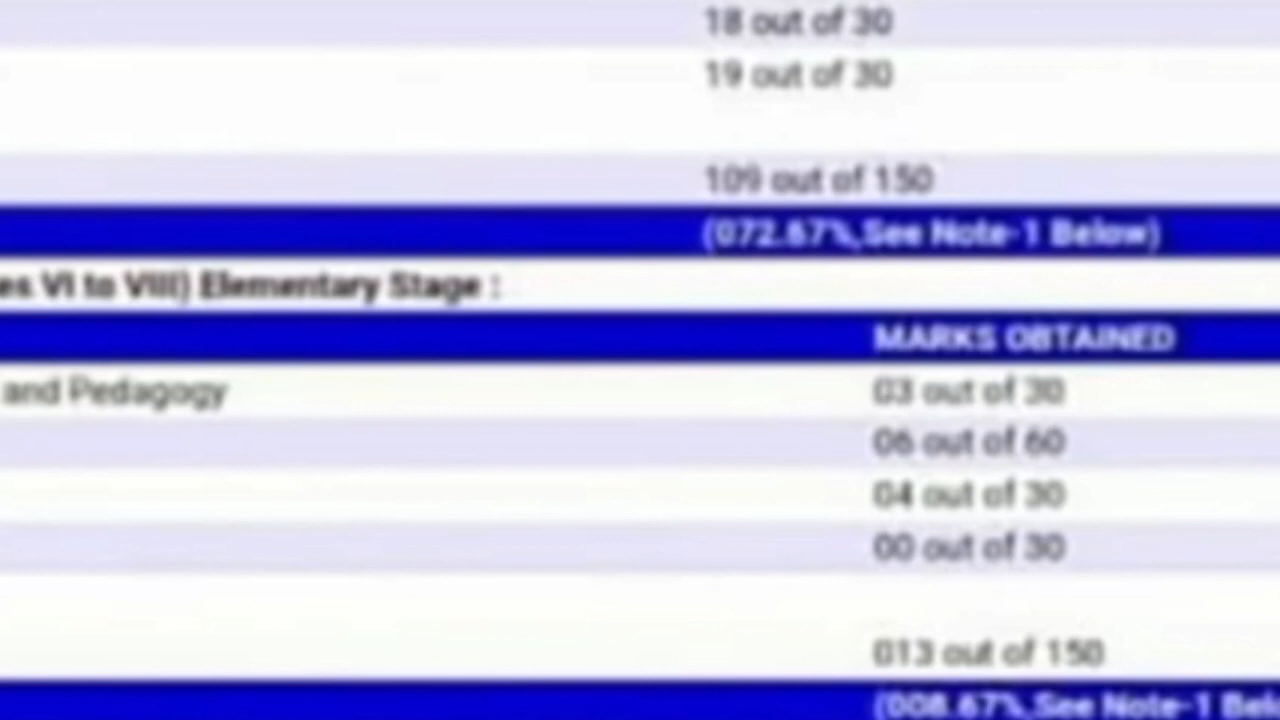 18 out of 30
19 out of 30
109 out of 150
(072.67%,See Note-1 Below)
es VI to VIII) Elementary Stage :
MARKS OBTAINED
and Pedagogy 03 out of 30
06 out of 60
04 out of 30
00 out of 30
013 out of 150
(008.67%,See Note-1 Belo